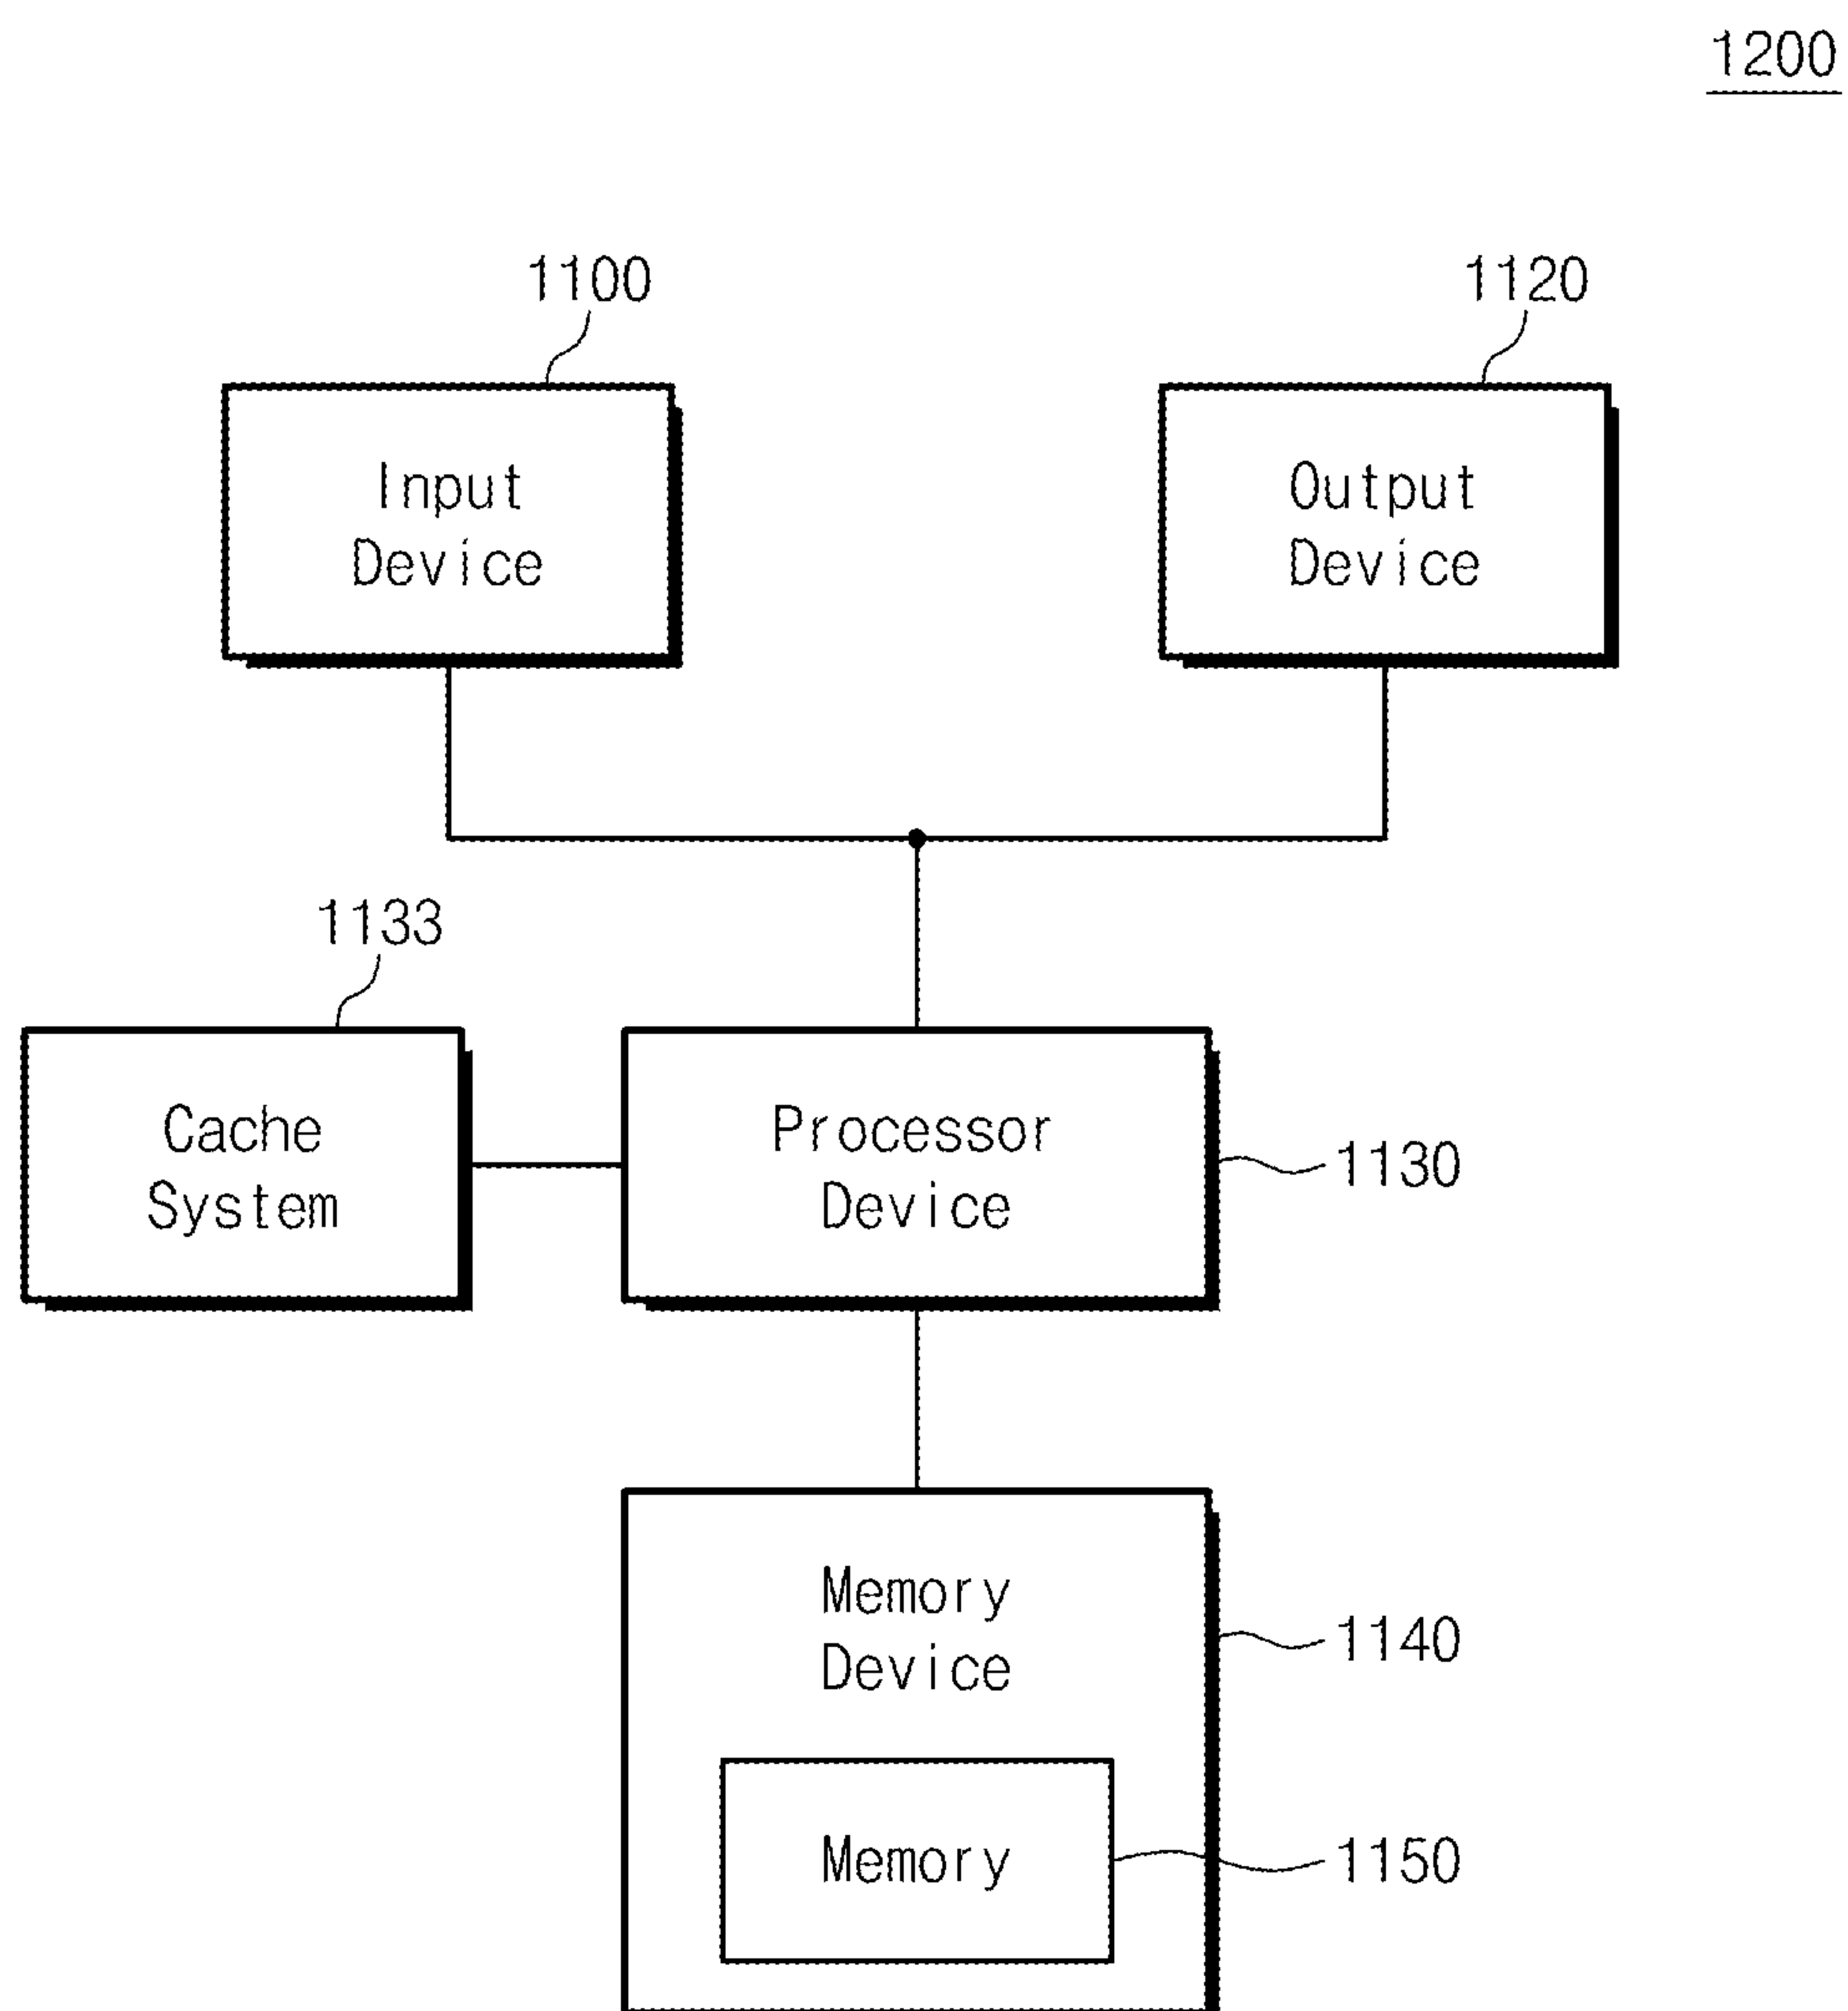 1200
1100
1120
Input
Device
Output
Device
1133
Cache
System
Processor
Device
1130
Memory
Device
1140
Memory
1150